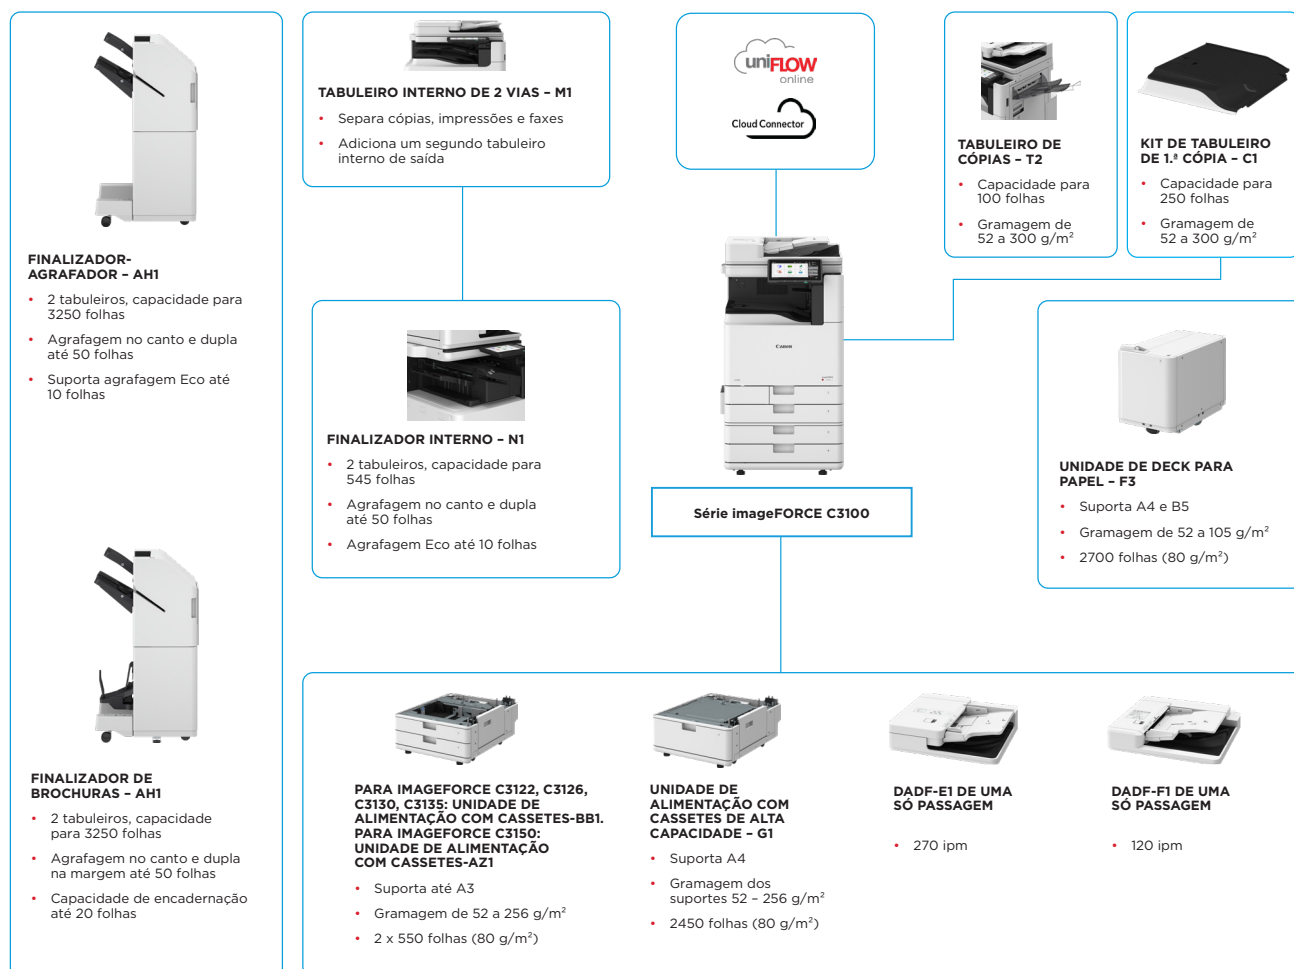 FINALIZADOR-
AGRAFADOR – AH1
• 2 tabuleiros, capacidade para
3250 folhas
• Agrafagem no canto e dupla
até 50 folhas
• Suporta agrafagem Eco até
10 folhas
FINALIZADOR DE
BROCHURAS – AH1
• 2 tabuleiros, capacidade
para 3250 folhas
• Agrafagem no canto e dupla
na margem até 50 folhas
• Capacidade de encadernação
até 20 folhas
TABULEIRO INTERNO DE 2 VIAS – M1
• Separa cópias, impressões e faxes
• Adiciona um segundo tabuleiro
interno de saída
FINALIZADOR INTERNO – N1
• 2 tabuleiros, capacidade para
545 folhas
• Agrafagem no canto e dupla
até 50 folhas
• Agrafagem Eco até 10 folhas
uniFLOW
online
Cloud Connector
Canon
Série imageFORCE C3100
TABULEIRO DE
CÓPIAS – T2
• Capacidade para
100 folhas
• Gramagem de
52 a 300 g/m²
KIT DE TABULEIRO
DE 1.ª CÓPIA – C1
• Capacidade para
250 folhas
• Gramagem de
52 a 300 g/m²
UNIDADE DE DECK PARA
PAPEL – F3
• Suporta A4 e B5
• Gramagem de 52 a 105 g/m²
• 2700 folhas (80 g/m²)
PARA IMAGEFORCE C3122, C3126,
C3130, C3135: UNIDADE DE
ALIMENTAÇÃO COM CASSETES-BB1.
PARA IMAGEFORCE C3150:
UNIDADE DE ALIMENTAÇÃO
COM CASSETES-AZ1
• Suporta até A3
• Gramagem de 52 a 256 g/m²
• 2 x 550 folhas (80 g/m²)
UNIDADE DE
ALIMENTAÇÃO COM
CASSETES DE ALTA
CAPACIDADE – G1
• Suporta A4
• Gramagem dos
suportes 52 – 256 g/m²
• 2450 folhas (80 g/m²)
DADF-E1 DE UMA
SÓ PASSAGEM
• 270 ipm
DADF-F1 DE UMA
SÓ PASSAGEM
• 120 ipm